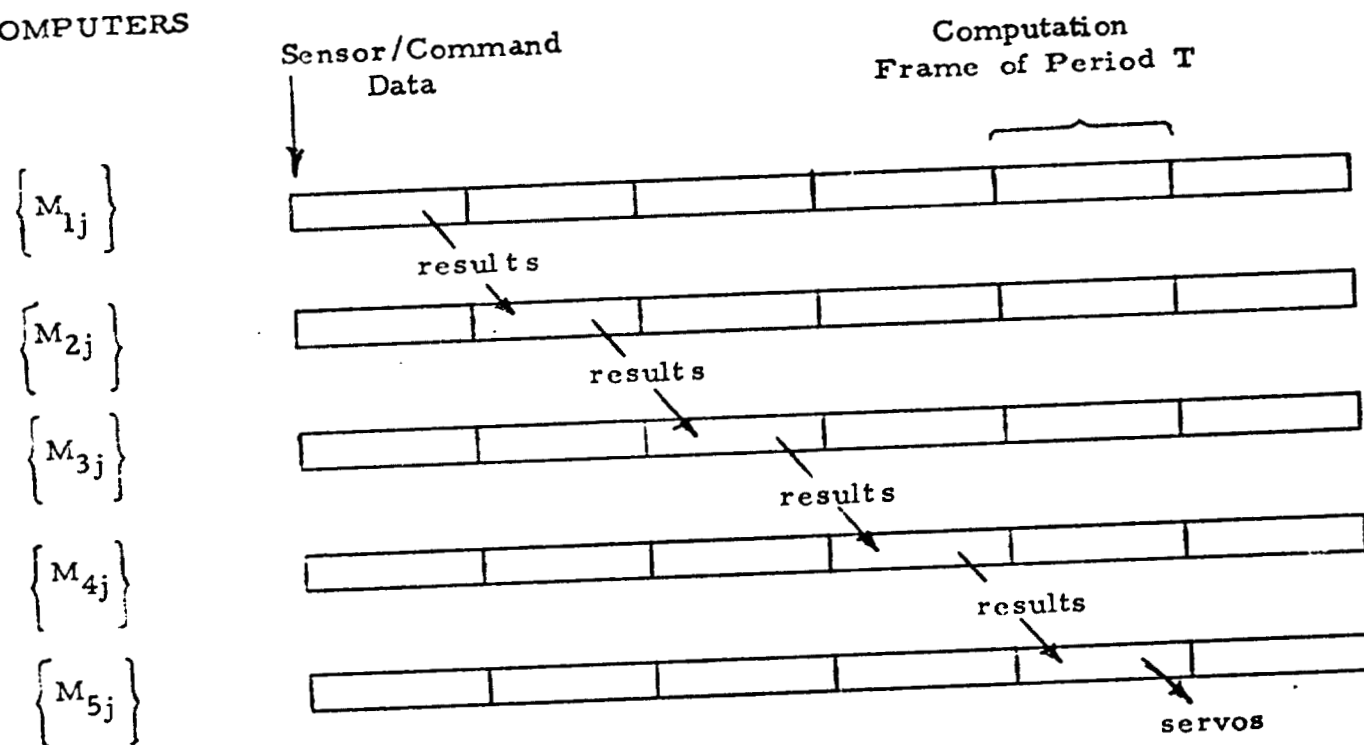 OMPUTERS
Sensor/Command
Data
Computation
Frame of Period T
{M1j}
results
{M2j}
results
{M3j}
results
{M4j}
results
{M5j}
servos